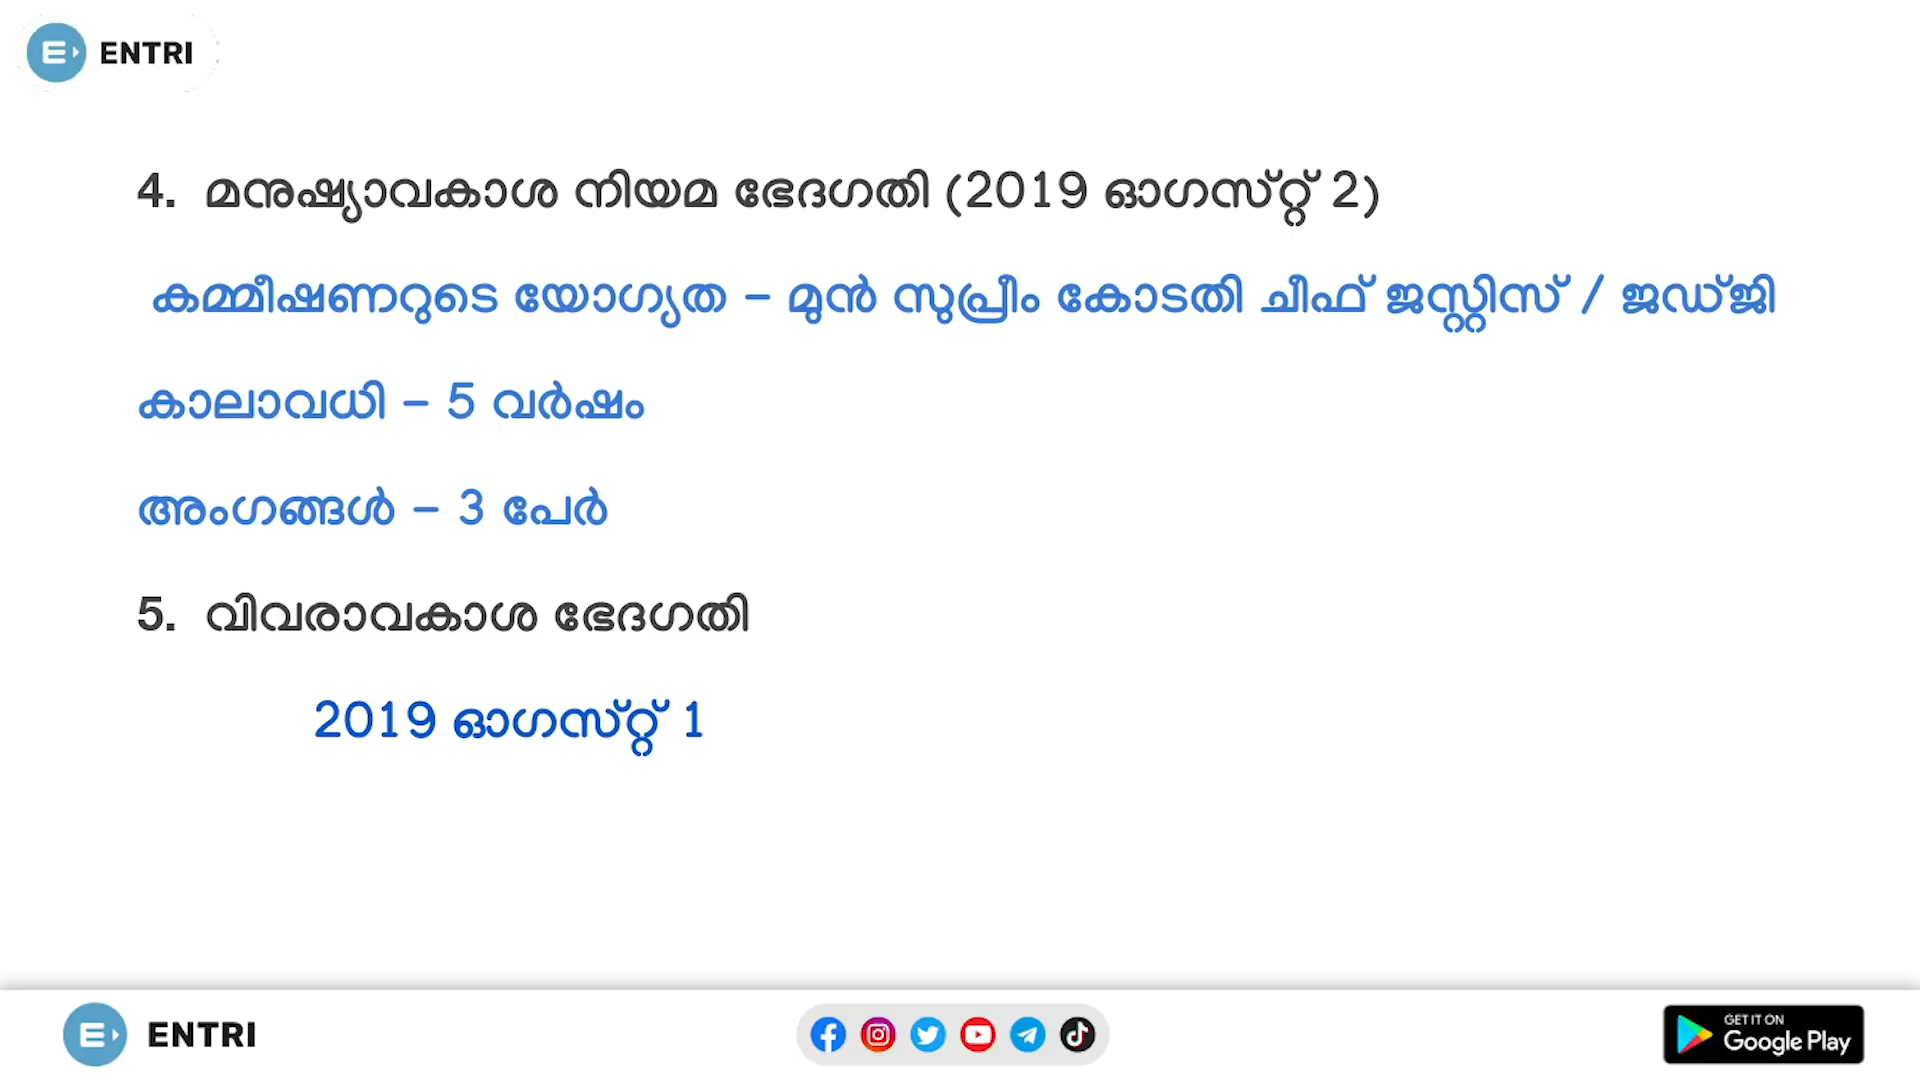 ENTRI
4. മനുഷ്യാവകാശ നിയമ ഭേദഗതി (2019 ഓഗസ്റ്റ് 2)
കമ്മീഷണറുടെ യോഗ്യത – മുൻ സുപ്രീം കോടതി ചീഫ് ജസ്റ്റിസ് / ജഡ്ജി
കാലാവധി – 5 വർഷം
അംഗങ്ങൾ – 3 പേർ
5. വിവരാവകാശ ഭേദഗതി
2019 ഓഗസ്റ്റ് 1
ENTRI
GET IT ON
Google Play